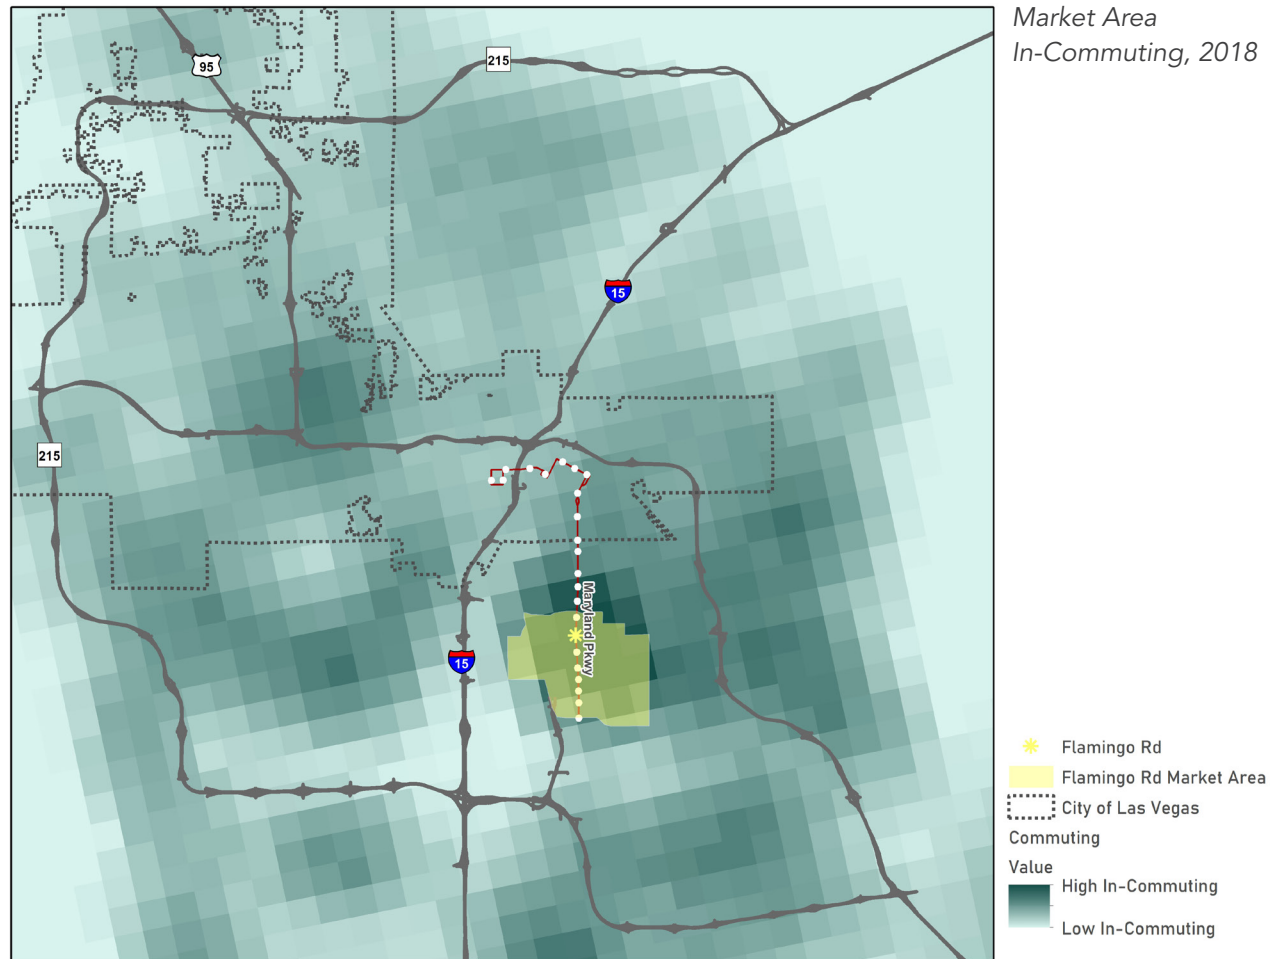 Market Area
In-Commuting, 2018
95
215
15
215
Maryland Pkwy
15
Flamingo Rd
Flamingo Rd Market Area
City of Las Vegas
Commuting
Value
High In-Commuting
Low In-Commuting